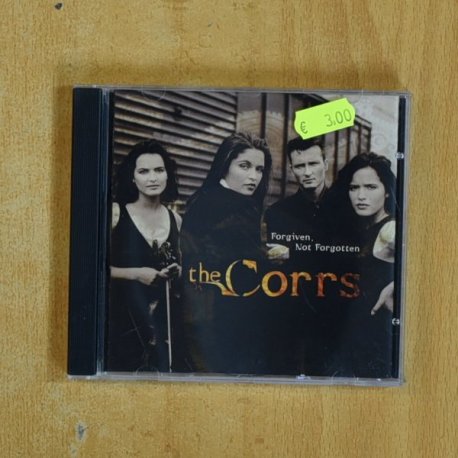 € 3.00
Forgiven,
Not Forgotten
the Corrs